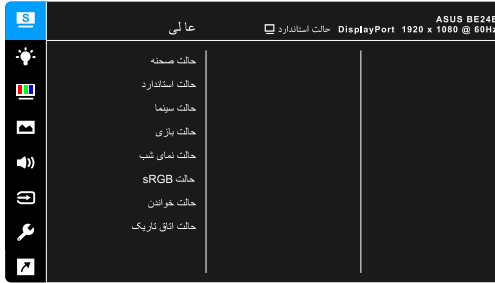 S
عالی
ASUS BE24E
حالت استاندارد DisplayPort 1920 x 1080 @ 60Hz
حالت صحنه
حالت استاندارد
حالت سینما
حالت بازی
حالت نمای شب
حالت sRGB
حالت خواندن
حالت اتاق تاریک